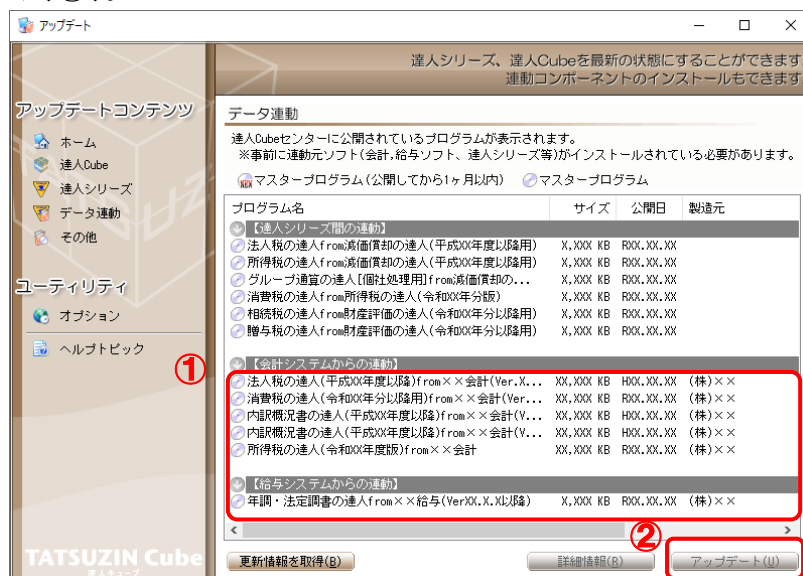 アップデート
達人シリーズ、達人Cubeを最新の状態にすることができます
連動コンポーネントのインストールもできます
アップデートコンテンツ
ホーム
達人Cube
達人シリーズ
データ連動
その他
ユーティリティ
オプション
ヘルプトピック
TATSUZIN Cube
達人キューブ
データ連動
達人Cubeセンターに公開されているプログラムが表示されます。
※事前に連動元ソフト(会計,給与ソフト、達人シリーズ等)がインストールされている必要があります。
マスタープログラム(公開してから1ヶ月以内) マスタープログラム
プログラム名 サイズ 公開日 製造元
【達人シリーズ間の連動】
法人税の達人from減価償却の達人(平成XX年度以降用) X,XXX KB RXX.XX.XX
所得税の達人from減価償却の達人(平成XX年度以降用) X,XXX KB RXX.XX.XX
グループ通算の達人[個社処理用]from減価償却の... X,XXX KB RXX.XX.XX
消費税の達人from所得税の達人(令和XX年分版) X,XXX KB RXX.XX.XX
相続税の達人from財産評価の達人(令和XX年分以降用) X,XXX KB RXX.XX.XX
贈与税の達人from財産評価の達人(令和XX年分以降用) X,XXX KB RXX.XX.XX
①
【会計システムからの連動】
法人税の達人(平成XX年度以降)from××会計(Ver.X... XX,XXX KB HXX.XX.XX (株)××
消費税の達人(令和XX年分以降用)from××会計(Ver... XX,XXX KB RXX.XX.XX (株)××
内訳概況書の達人(平成XX年度以降)from××会計(V... XX,XXX KB HXX.XX.XX (株)××
内訳概況書の達人(平成XX年度以降)from××会計(Y... XX,XXX KB RXX.XX.XX (株)××
所得税の達人(令和XX年度版)from××会計 XX,XXX KB RXX.XX.XX (株)××
【給与システムからの連動】
年調・法定調書の達人from××給与(VerXX.X.X以降) X,XXX KB RXX.XX.XX (株)××
②
更新情報を取得(B) 詳細情報(R) アップデート(U)